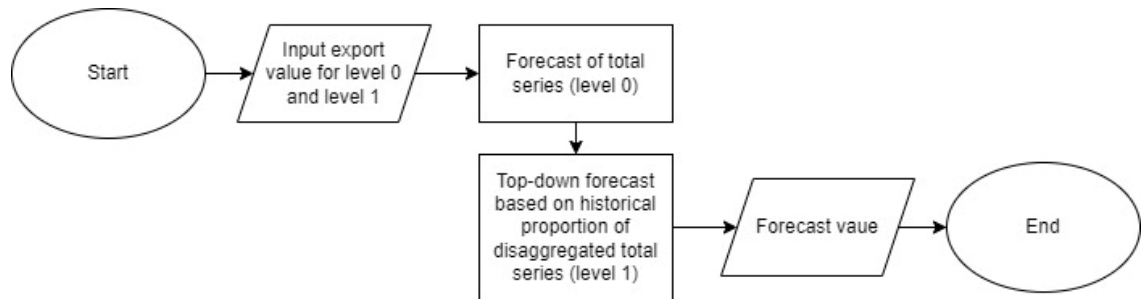 Start
Input export
value for level 0
and level 1
Forecast of total
series (level 0)
Top-down forecast
based on historical
proportion of
disaggregated total
series (level 1)
Forecast vaue
End